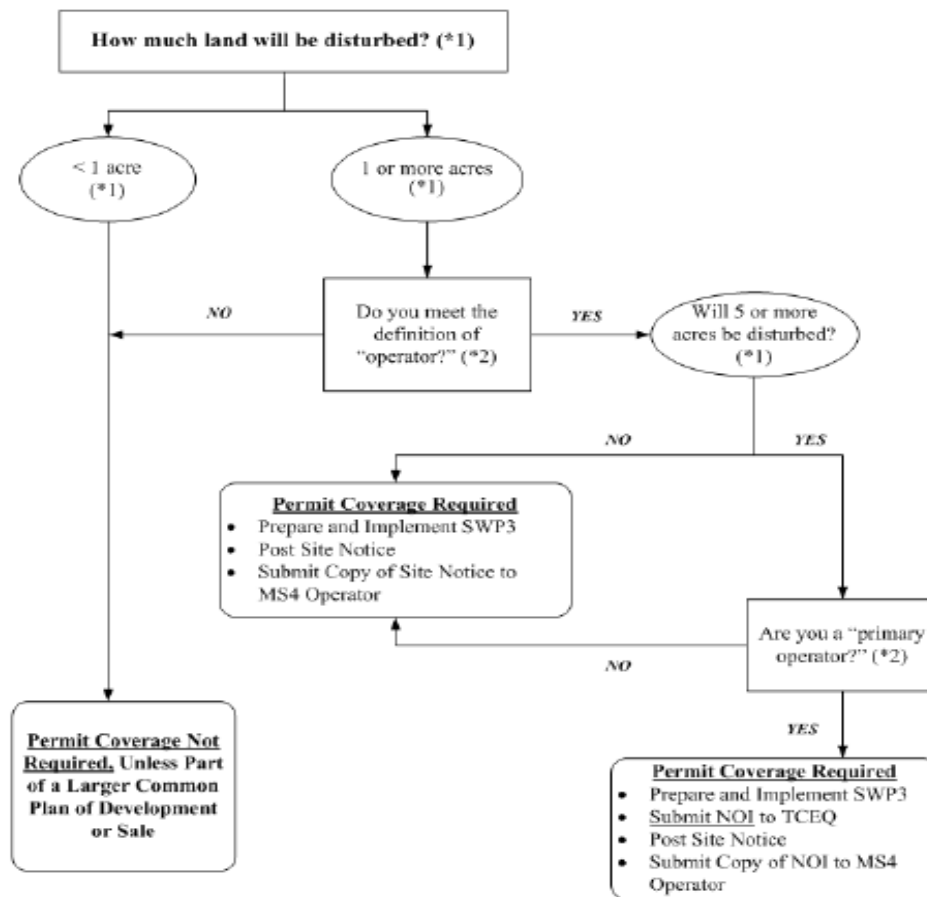 How much land will be disturbed? (*1)
< 1 acre
(*1)
1 or more acres
(*1)
NO
Do you meet the
definition of
“operator?” (*2)
YES
Will 5 or more
acres be disturbed?
(*1)
NO
YES
Permit Coverage Required
• Prepare and Implement SWP3
• Post Site Notice
• Submit Copy of Site Notice to
MS4 Operator
Are you a “primary
operator?” (*2)
NO
YES
Permit Coverage Not
Required, Unless Part
of a Larger Common
Plan of Development
or Sale
Permit Coverage Required
• Prepare and Implement SWP3
• Submit NOI to TCEQ
• Post Site Notice
• Submit Copy of NOI to MS4
Operator